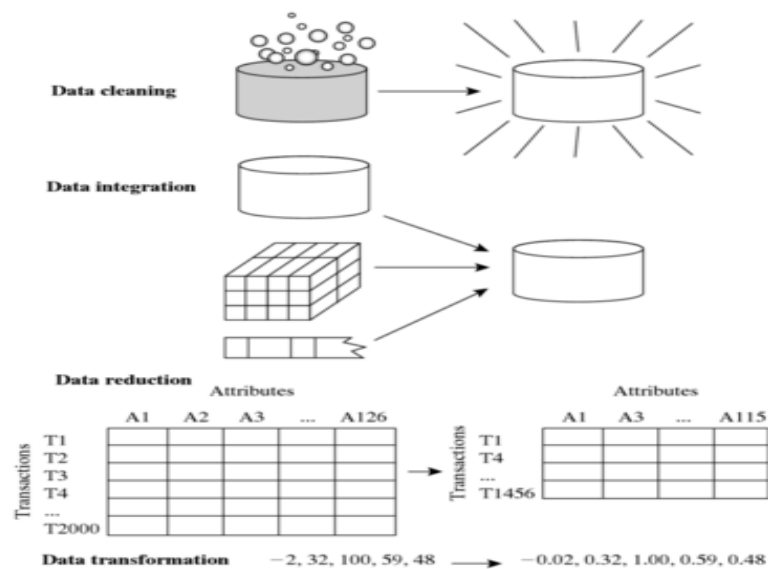 Data cleaning
Data integration
Data reduction
Attributes
A1 A2 A3 ... A126
Transactions
T1
T2
T3
T4
...
T2000
Attributes
A1 A3 ... A115
Transactions
T1
T4
...
T1456
Data transformation −2, 32, 100, 59, 48 −0.02, 0.32, 1.00, 0.59, 0.48